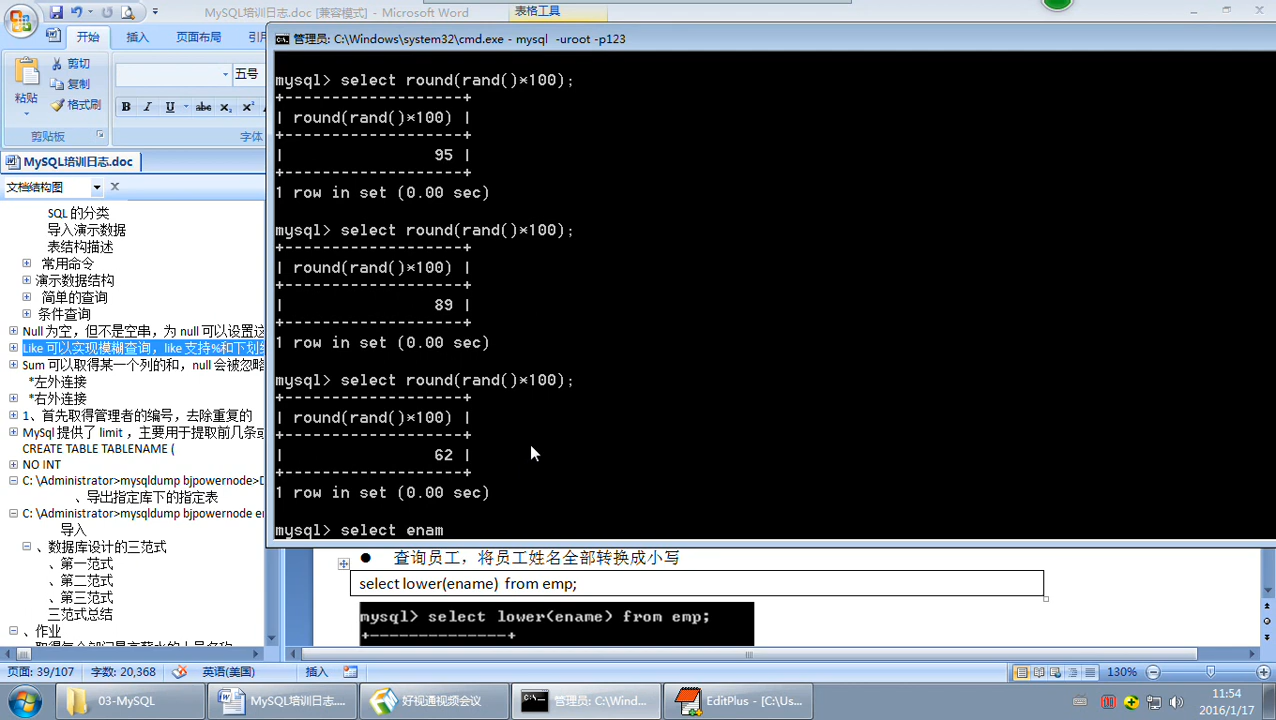 MySQL培训日志.doc [兼容模式] - Microsoft Word
表格工具
开始
插入
页面布局
粘贴
剪切
复制
格式刷
五号
B I U abc x₂ x²
剪贴板
字体
MySQL培训日志.doc
文档结构图
SQL 的分类
导入演示数据
表结构描述
常用命令
演示数据结构
简单的查询
条件查询
Null 为空，但不是空串，为 null 可以设置
Like 可以实现模糊查询，like 支持%和下划
Sum 可以取得某一个列的和，null 会被忽略
*左外连接
*右外连接
1、首先取得管理者的编号，去除重复的
MySql 提供了 limit ，主要用于提取前几条或
CREATE TABLE TABLENAME (
NO INT
C: \Administrator>mysqldump bjpowernode>D
、导出指定库下的指定表
C: \Administrator>mysqldump bjpowernode e
导入
、数据库设计的三范式
、第一范式
、第二范式
、第三范式
三范式总结
、作业
管理员: C:\Windows\system32\cmd.exe - mysql -uroot -p123
mysql> select round(rand()*100);
+------------------+
| round(rand()*100) |
+------------------+
| 95 |
+------------------+
1 row in set (0.00 sec)
mysql> select round(rand()*100);
+------------------+
| round(rand()*100) |
+------------------+
| 89 |
+------------------+
1 row in set (0.00 sec)
mysql> select round(rand()*100);
+------------------+
| round(rand()*100) |
+------------------+
| 62 |
+------------------+
1 row in set (0.00 sec)
mysql> select enam
● 查询员工，将员工姓名全部转换成小写
select lower(ename) from emp;
mysql> select lower(ename) from emp;
+--------------+
页面: 39/107
字数: 20,368
英语(美国)
插入
130%
03-MySQL
MySQL培训日志....
好视通视频会议
管理员: C:\Wind...
EditPlus - [C:\Us...
11:54
2016/1/17